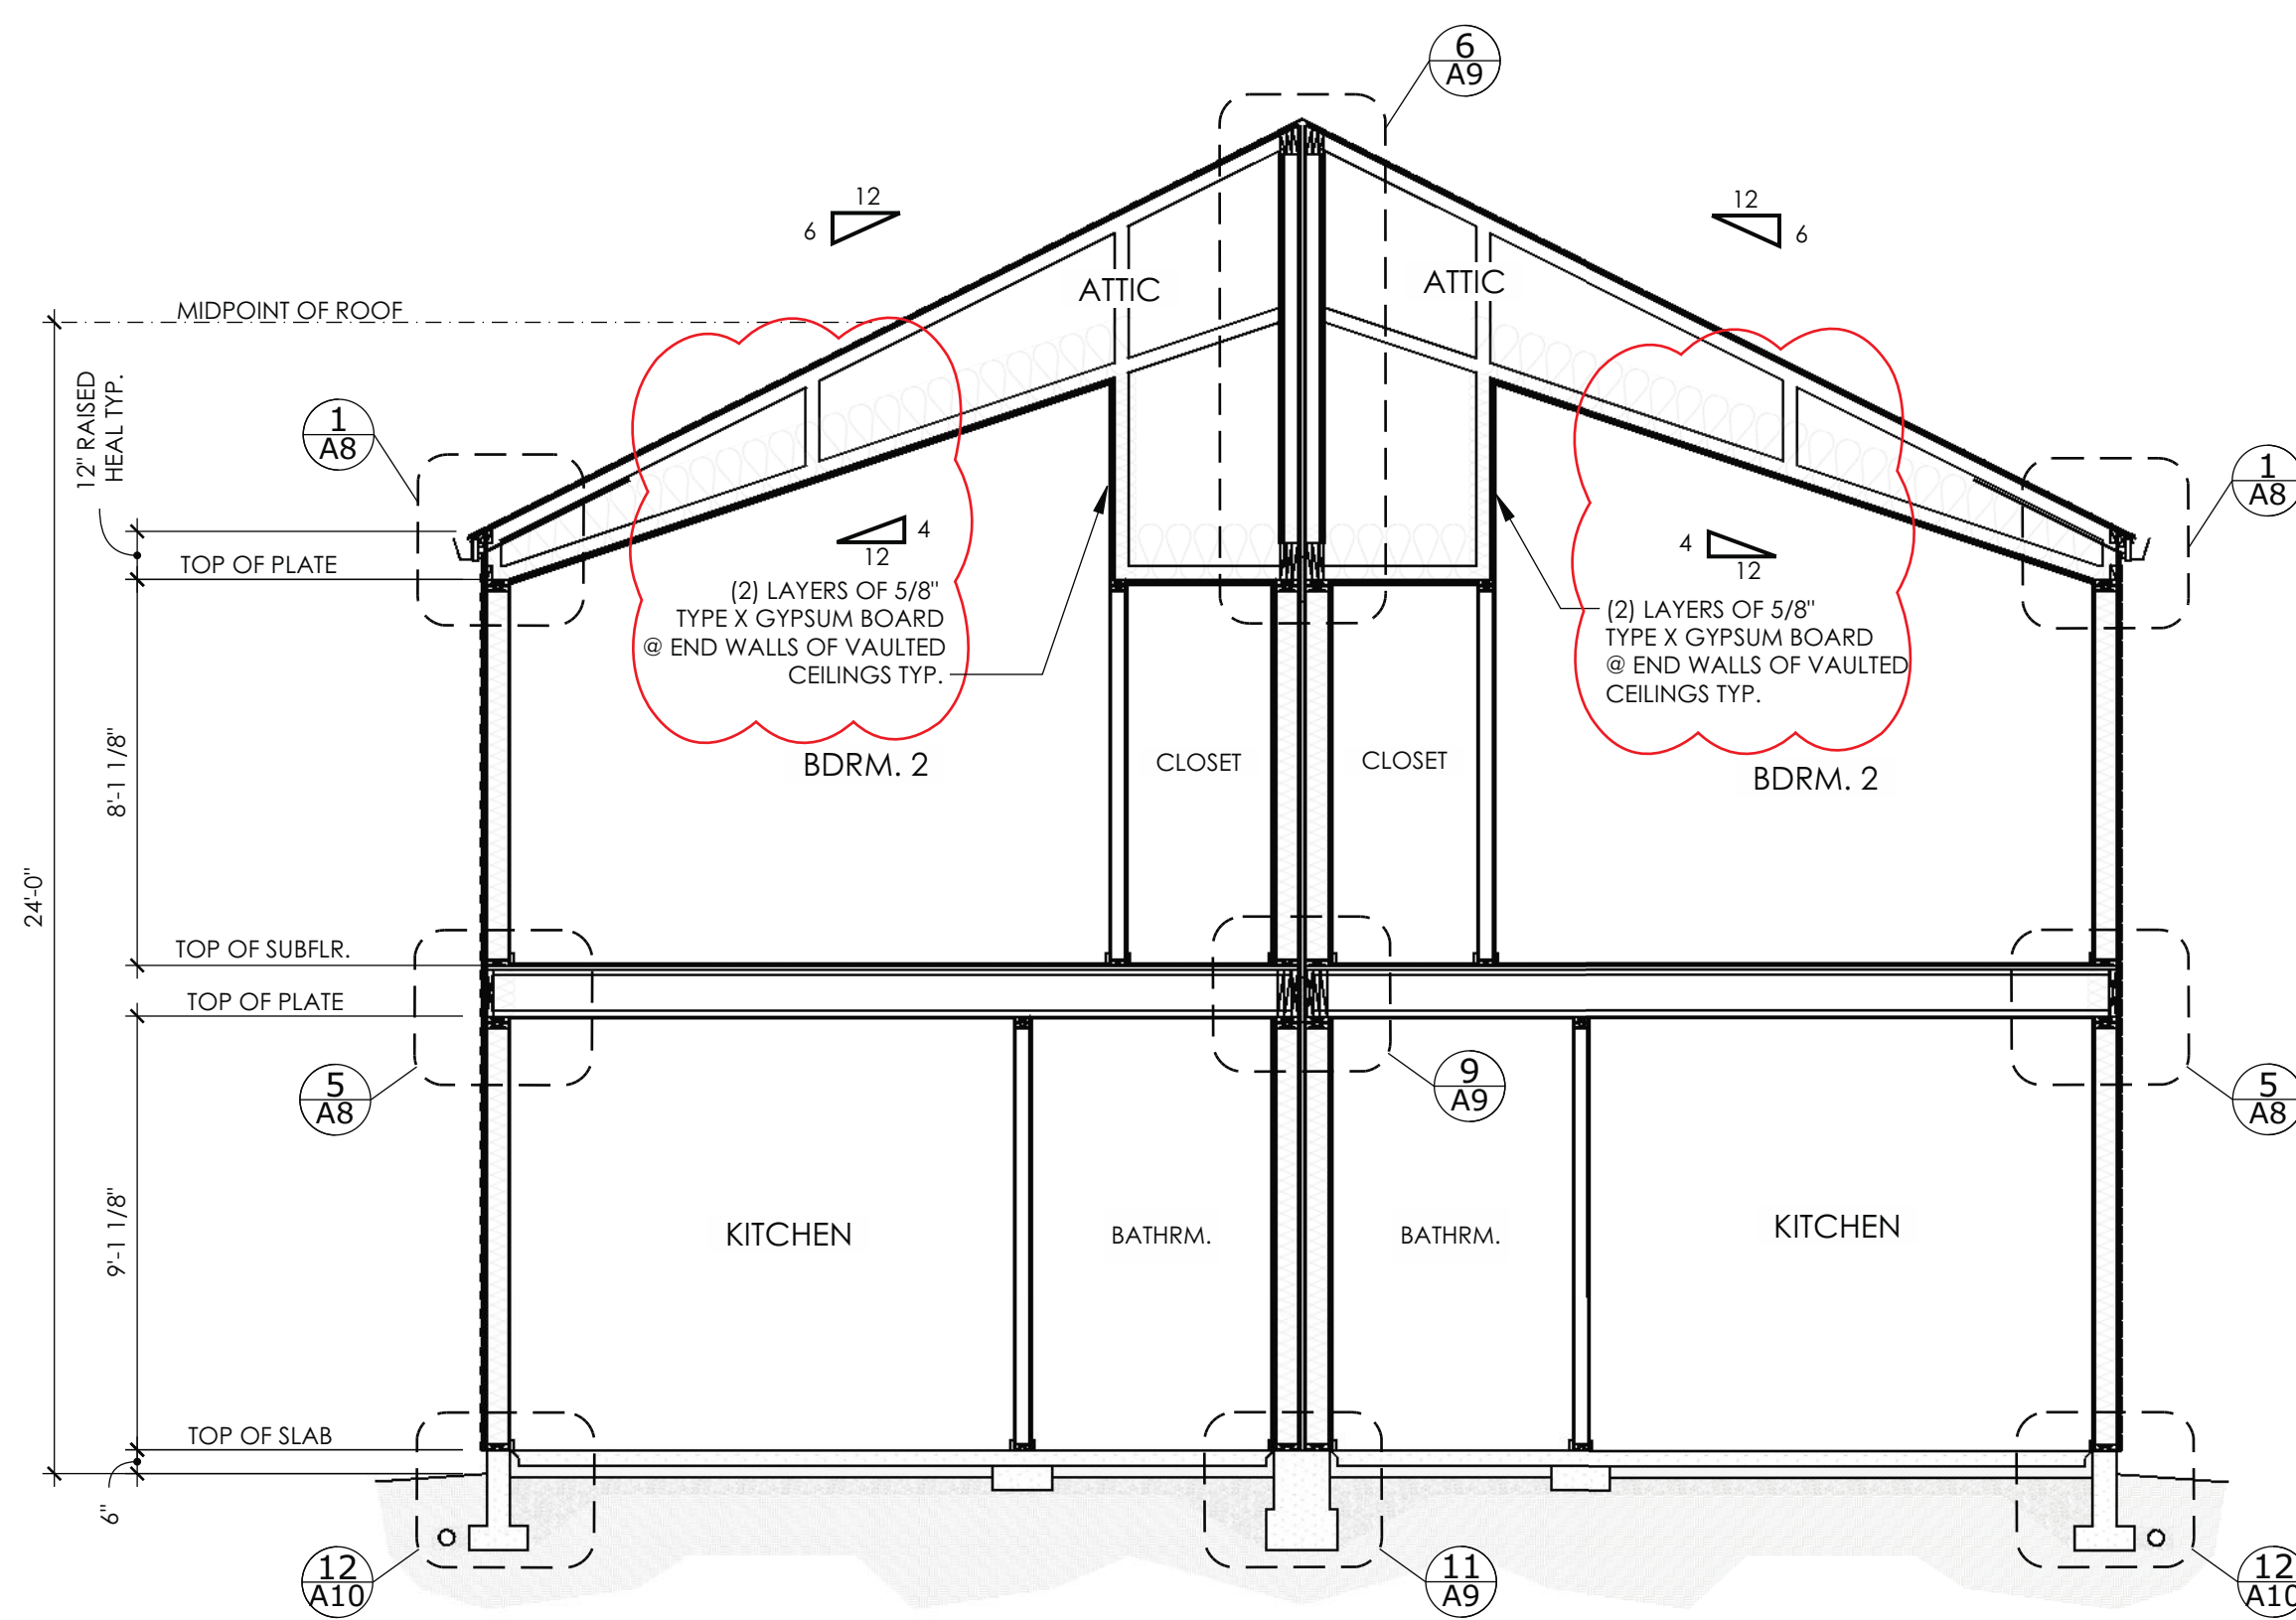 6
A9
12
6
12
6
ATTIC
ATTIC
MIDPOINT OF ROOF
12" RAISED
HEAL TYP.
1
A8
1
A8
4
12
4
12
TOP OF PLATE
(2) LAYERS OF 5/8"
TYPE X GYPSUM BOARD
@ END WALLS OF VAULTED
CEILINGS TYP.
(2) LAYERS OF 5/8"
TYPE X GYPSUM BOARD
@ END WALLS OF VAULTED
CEILINGS TYP.
8'-1 1/8"
BDRM. 2
CLOSET
CLOSET
BDRM. 2
24'-0"
TOP OF SUBFLR.
TOP OF PLATE
5
A8
9
A9
5
A8
9'-1 1/8"
KITCHEN
BATHRM.
BATHRM.
KITCHEN
TOP OF SLAB
6"
12
A10
11
A9
12
A10